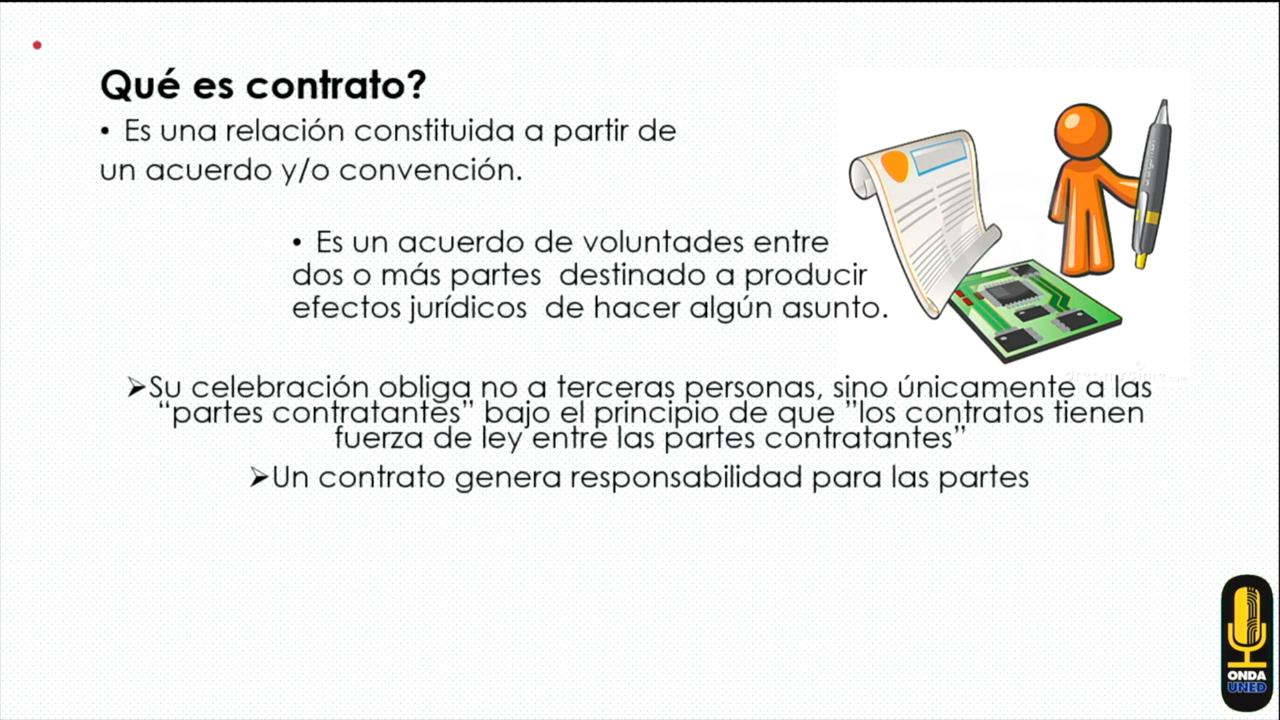 Qué es contrato?
• Es una relación constituida a partir de
un acuerdo y/o convención.
• Es un acuerdo de voluntades entre
dos o más partes destinado a producir
efectos jurídicos de hacer algún asunto.
➢Su celebración obliga no a terceras personas, sino únicamente a las
“partes contratantes” bajo el principio de que ”los contratos tienen
fuerza de ley entre las partes contratantes”
➢Un contrato genera responsabilidad para las partes
ONDA
UNED